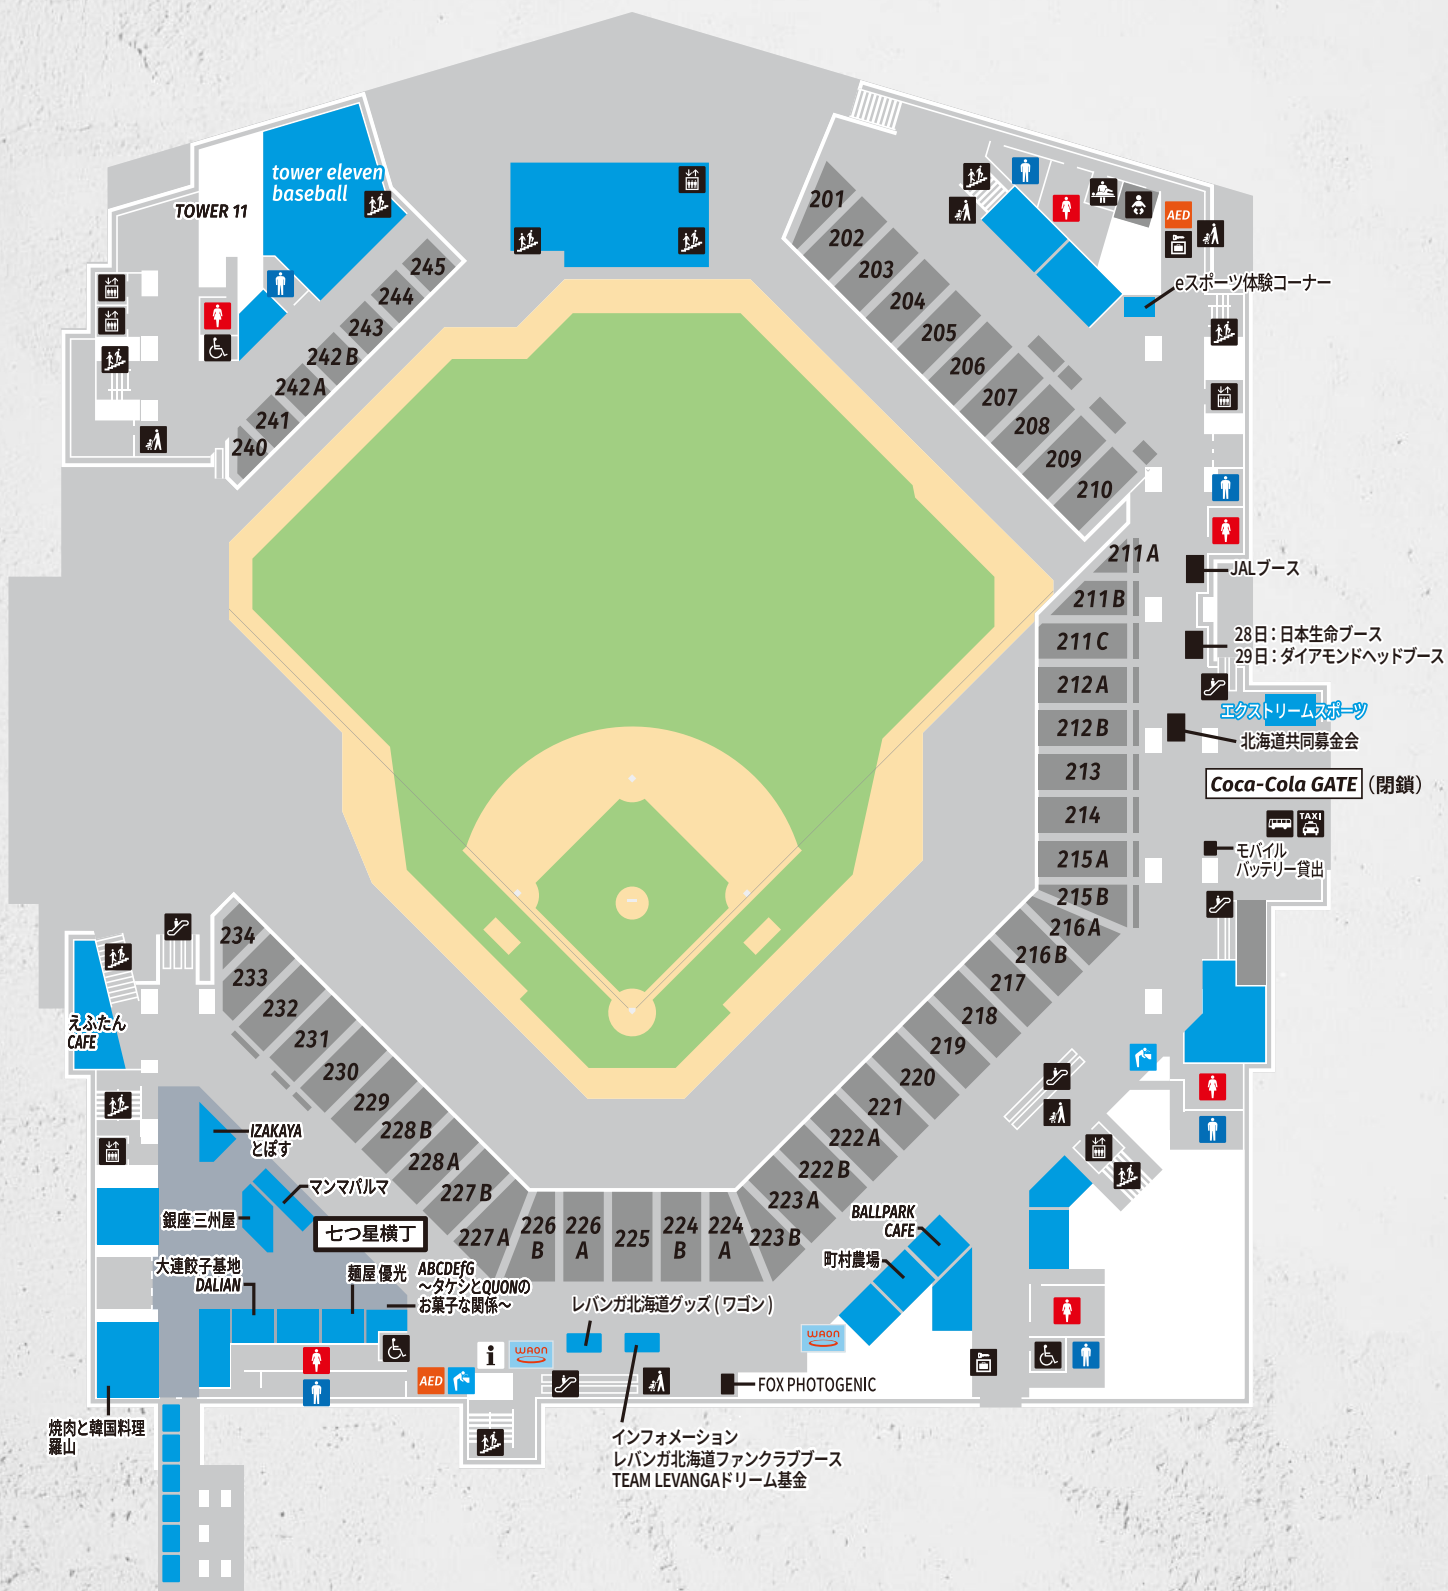 tower eleven
baseball
TOWER 11
201
202
203
204
205
206
207
208
209
210
245
244
243
242 B
242 A
241
240
AED
eスポーツ体験コーナー
211 A
211 B
211 C
212 A
212 B
213
214
215 A
215 B
216 A
216 B
217
218
219
220
221
222 A
222 B
223 A
223 B
224
A
224
B
225
226
A
226
B
227 A
227 B
228 A
228 B
229
230
231
232
233
234
JALブース
28日：日本生命ブース
29日：ダイアモンドヘッドブース
エクストリームスポーツ
北海道共同募金会
Coca-Cola GATE（閉鎖）
TAXI
モバイル
バッテリー貸出
えふたん
CAFE
IZAKAYA
とぽす
マンマパルマ
銀座 三州屋
七つ星横丁
大連餃子基地
DALIAN
麺屋 優光
ABCDEfG
～タケシとQUONの
お菓子な関係～
焼肉と韓国料理
羅山
BALLPARK
CAFE
町村農場
レバンガ北海道グッズ ( ワゴン )
WAON
WAON
i
AED
FOX PHOTOGENIC
インフォメーション
レバンガ北海道ファンクラブブース
TEAM LEVANGAドリーム基金